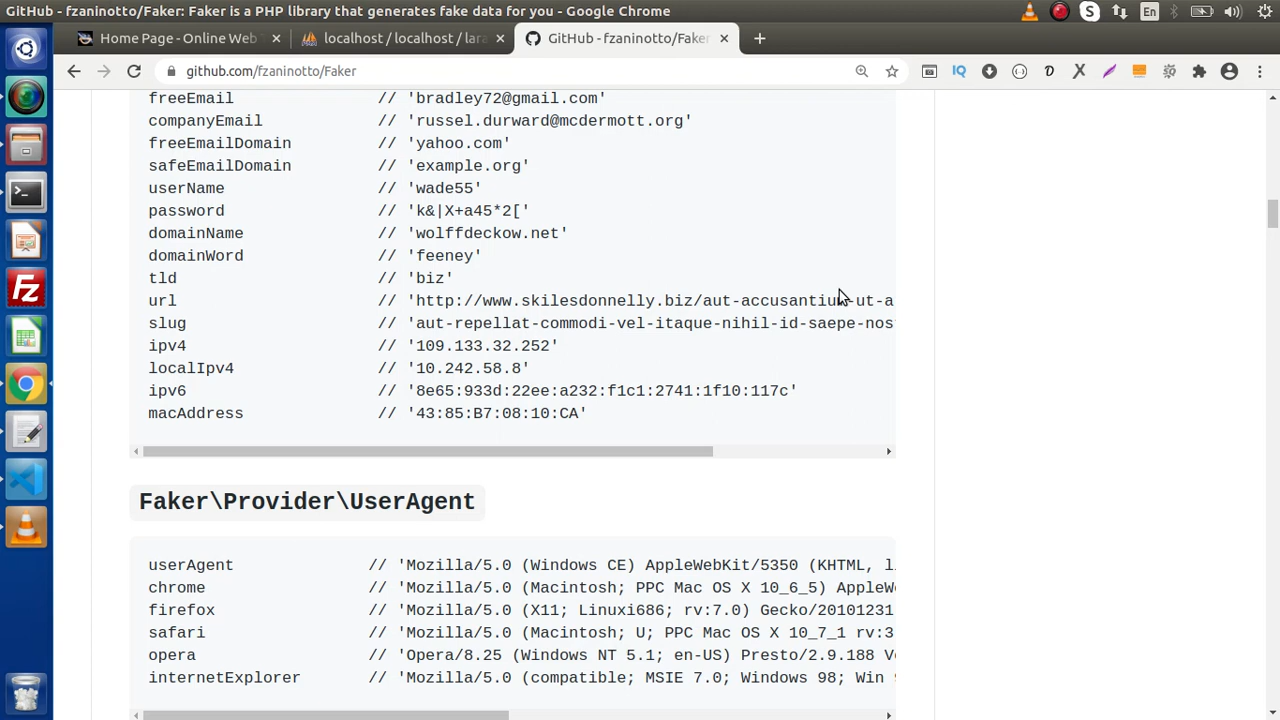 GitHub - fzaninotto/Faker: Faker is a PHP library that generates fake data for you - Google Chrome
En
Home Page - Online Web
localhost / localhost / lara
GitHub - fzaninotto/Faker
github.com/fzaninotto/Faker
freeEmail // 'bradley72@gmail.com'
companyEmail // 'russel.durward@mcdermott.org'
freeEmailDomain // 'yahoo.com'
safeEmailDomain // 'example.org'
userName // 'wade55'
password // 'k&|X+a45*2['
domainName // 'wolffdeckow.net'
domainWord // 'feeney'
tld // 'biz'
url // 'http://www.skilesdonnelly.biz/aut-accusantium-ut-a
slug // 'aut-repellat-commodi-vel-itaque-nihil-id-saepe-nos
ipv4 // '109.133.32.252'
localIpv4 // '10.242.58.8'
ipv6 // '8e65:933d:22ee:a232:f1c1:2741:1f10:117c'
macAddress // '43:85:B7:08:10:CA'
Faker\Provider\UserAgent
userAgent // 'Mozilla/5.0 (Windows CE) AppleWebKit/5350 (KHTML, li
chrome // 'Mozilla/5.0 (Macintosh; PPC Mac OS X 10_6_5) AppleWe
firefox // 'Mozilla/5.0 (X11; Linuxi686; rv:7.0) Gecko/20101231
safari // 'Mozilla/5.0 (Macintosh; U; PPC Mac OS X 10_7_1 rv:3
opera // 'Opera/8.25 (Windows NT 5.1; en-US) Presto/2.9.188 Ve
internetExplorer // 'Mozilla/5.0 (compatible; MSIE 7.0; Windows 98; Win 9